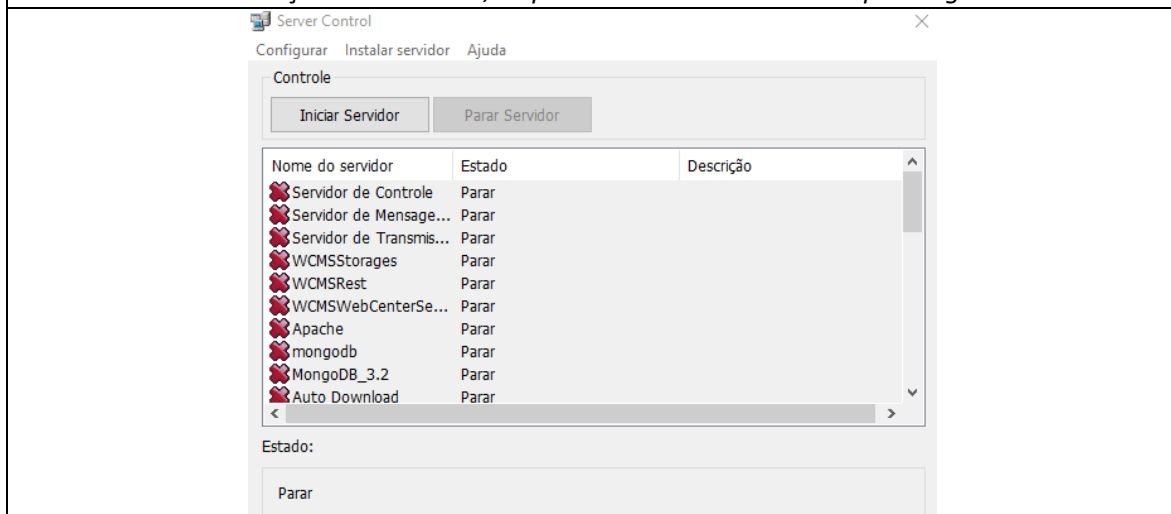 Server Control
Configurar Instalar servidor Ajuda
Controle
Iniciar Servidor Parar Servidor
Nome do servidor Estado Descrição
Servidor de Controle Parar
Servidor de Mensage... Parar
Servidor de Transmis... Parar
WCMSStorages Parar
WCMSRest Parar
WCMSWebCenterSe... Parar
Apache Parar
mongodb Parar
MongoDB_3.2 Parar
Auto Download Parar
Estado:
Parar